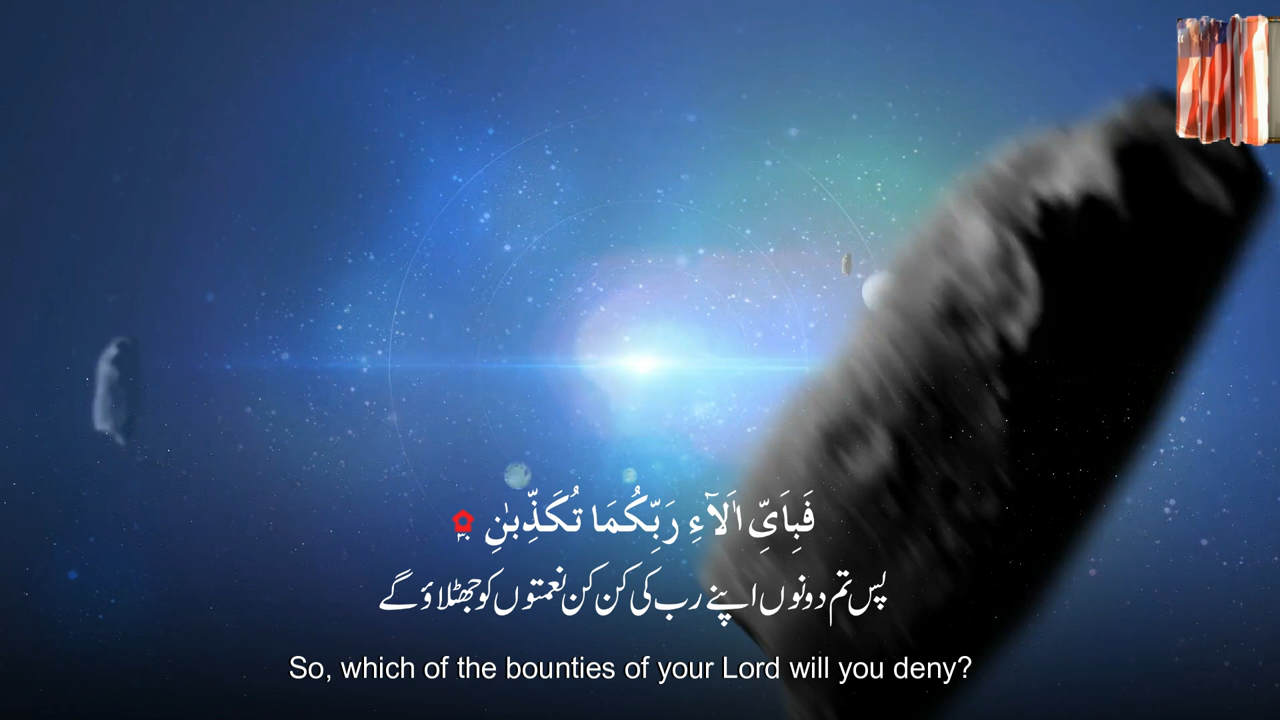 فَبِاَىِّ اٰلَآءِ رَبِّكُمَا تُكَذِّبٰنِ
پس تم دونوں اپنے رب کی کن کن نعمتوں کو جھٹلاؤ گے
So, which of the bounties of your Lord will you deny?